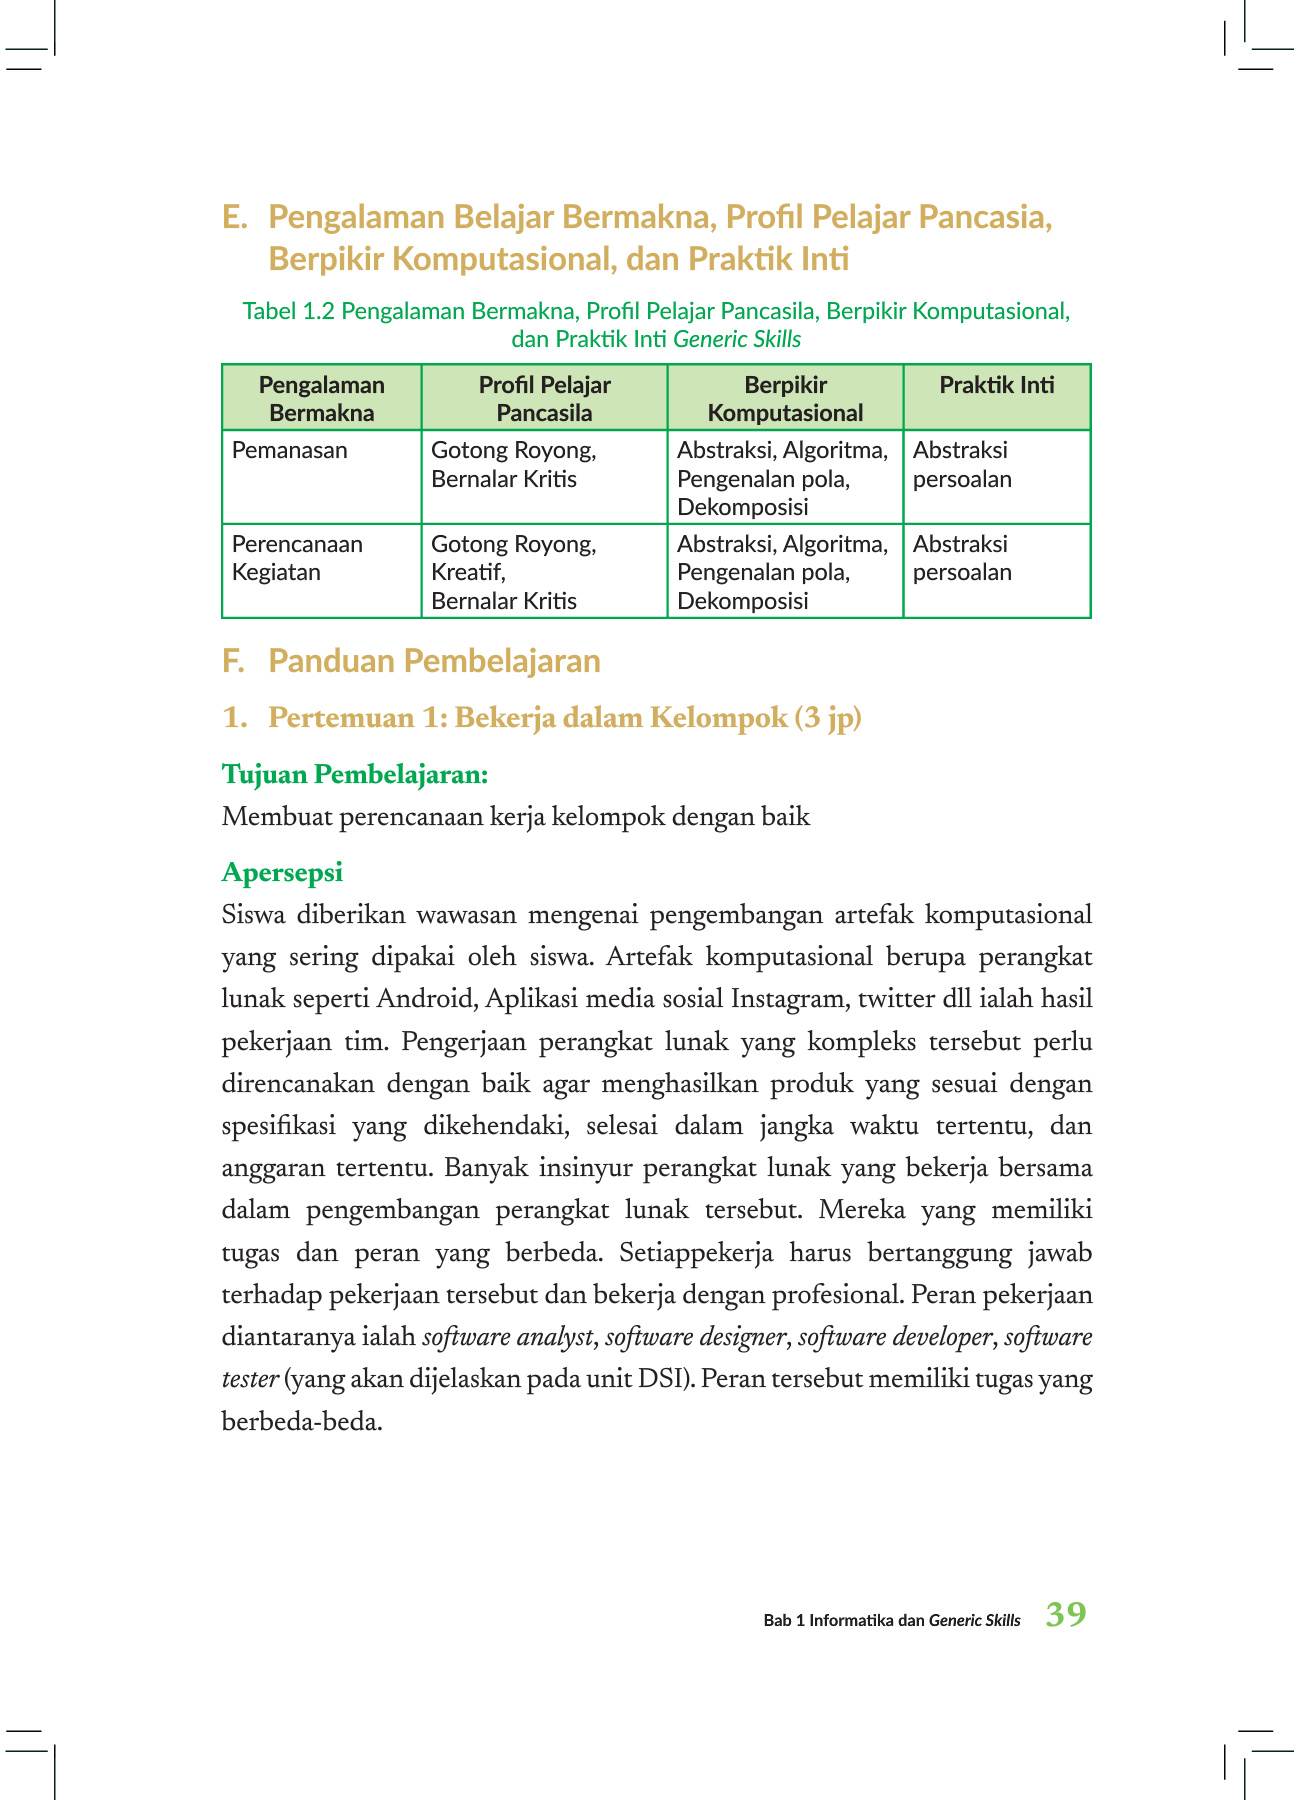 E. Pengalaman Belajar Bermakna, Profil Pelajar Pancasia,
Berpikir Komputasional, dan Praktik Inti
Tabel 1.2 Pengalaman Bermakna, Profil Pelajar Pancasila, Berpikir Komputasional,
dan Praktik Inti Generic Skills
Pengalaman Bermakna | Profil Pelajar Pancasila | Berpikir Komputasional | Praktik Inti
Pemanasan | Gotong Royong, Bernalar Kritis | Abstraksi, Algoritma, Pengenalan pola, Dekomposisi | Abstraksi persoalan
Perencanaan Kegiatan | Gotong Royong, Kreatif, Bernalar Kritis | Abstraksi, Algoritma, Pengenalan pola, Dekomposisi | Abstraksi persoalan
F. Panduan Pembelajaran
1. Pertemuan 1: Bekerja dalam Kelompok (3 jp)
Tujuan Pembelajaran:
Membuat perencanaan kerja kelompok dengan baik
Apersepsi
Siswa diberikan wawasan mengenai pengembangan artefak komputasional
yang sering dipakai oleh siswa. Artefak komputasional berupa perangkat
lunak seperti Android, Aplikasi media sosial Instagram, twitter dll ialah hasil
pekerjaan tim. Pengerjaan perangkat lunak yang kompleks tersebut perlu
direncanakan dengan baik agar menghasilkan produk yang sesuai dengan
spesifikasi yang dikehendaki, selesai dalam jangka waktu tertentu, dan
anggaran tertentu. Banyak insinyur perangkat lunak yang bekerja bersama
dalam pengembangan perangkat lunak tersebut. Mereka yang memiliki
tugas dan peran yang berbeda. Setiappekerja harus bertanggung jawab
terhadap pekerjaan tersebut dan bekerja dengan profesional. Peran pekerjaan
diantaranya ialah software analyst, software designer, software developer, software
tester (yang akan dijelaskan pada unit DSI). Peran tersebut memiliki tugas yang
berbeda-beda.
Bab 1 Informatika dan Generic Skills 39